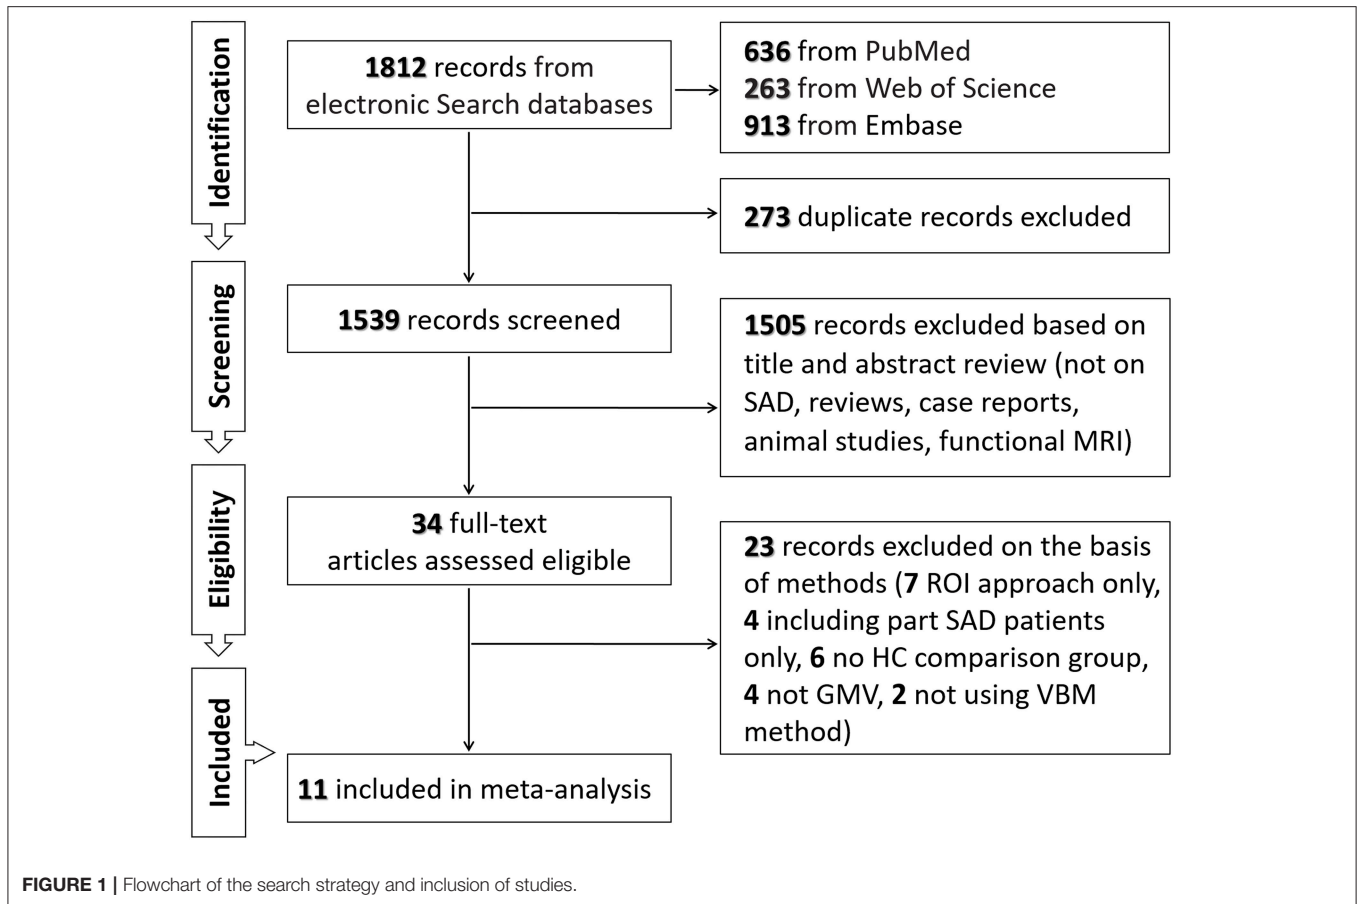 Identification
1812 records from
electronic Search databases
636 from PubMed
263 from Web of Science
913 from Embase
273 duplicate records excluded
Screening
1539 records screened
1505 records excluded based on
title and abstract review (not on
SAD, reviews, case reports,
animal studies, functional MRI)
Eligibility
34 full-text
articles assessed eligible
23 records excluded on the basis
of methods (7 ROI approach only,
4 including part SAD patients
only, 6 no HC comparison group,
4 not GMV, 2 not using VBM
method)
Included
11 included in meta-analysis
FIGURE 1 | Flowchart of the search strategy and inclusion of studies.